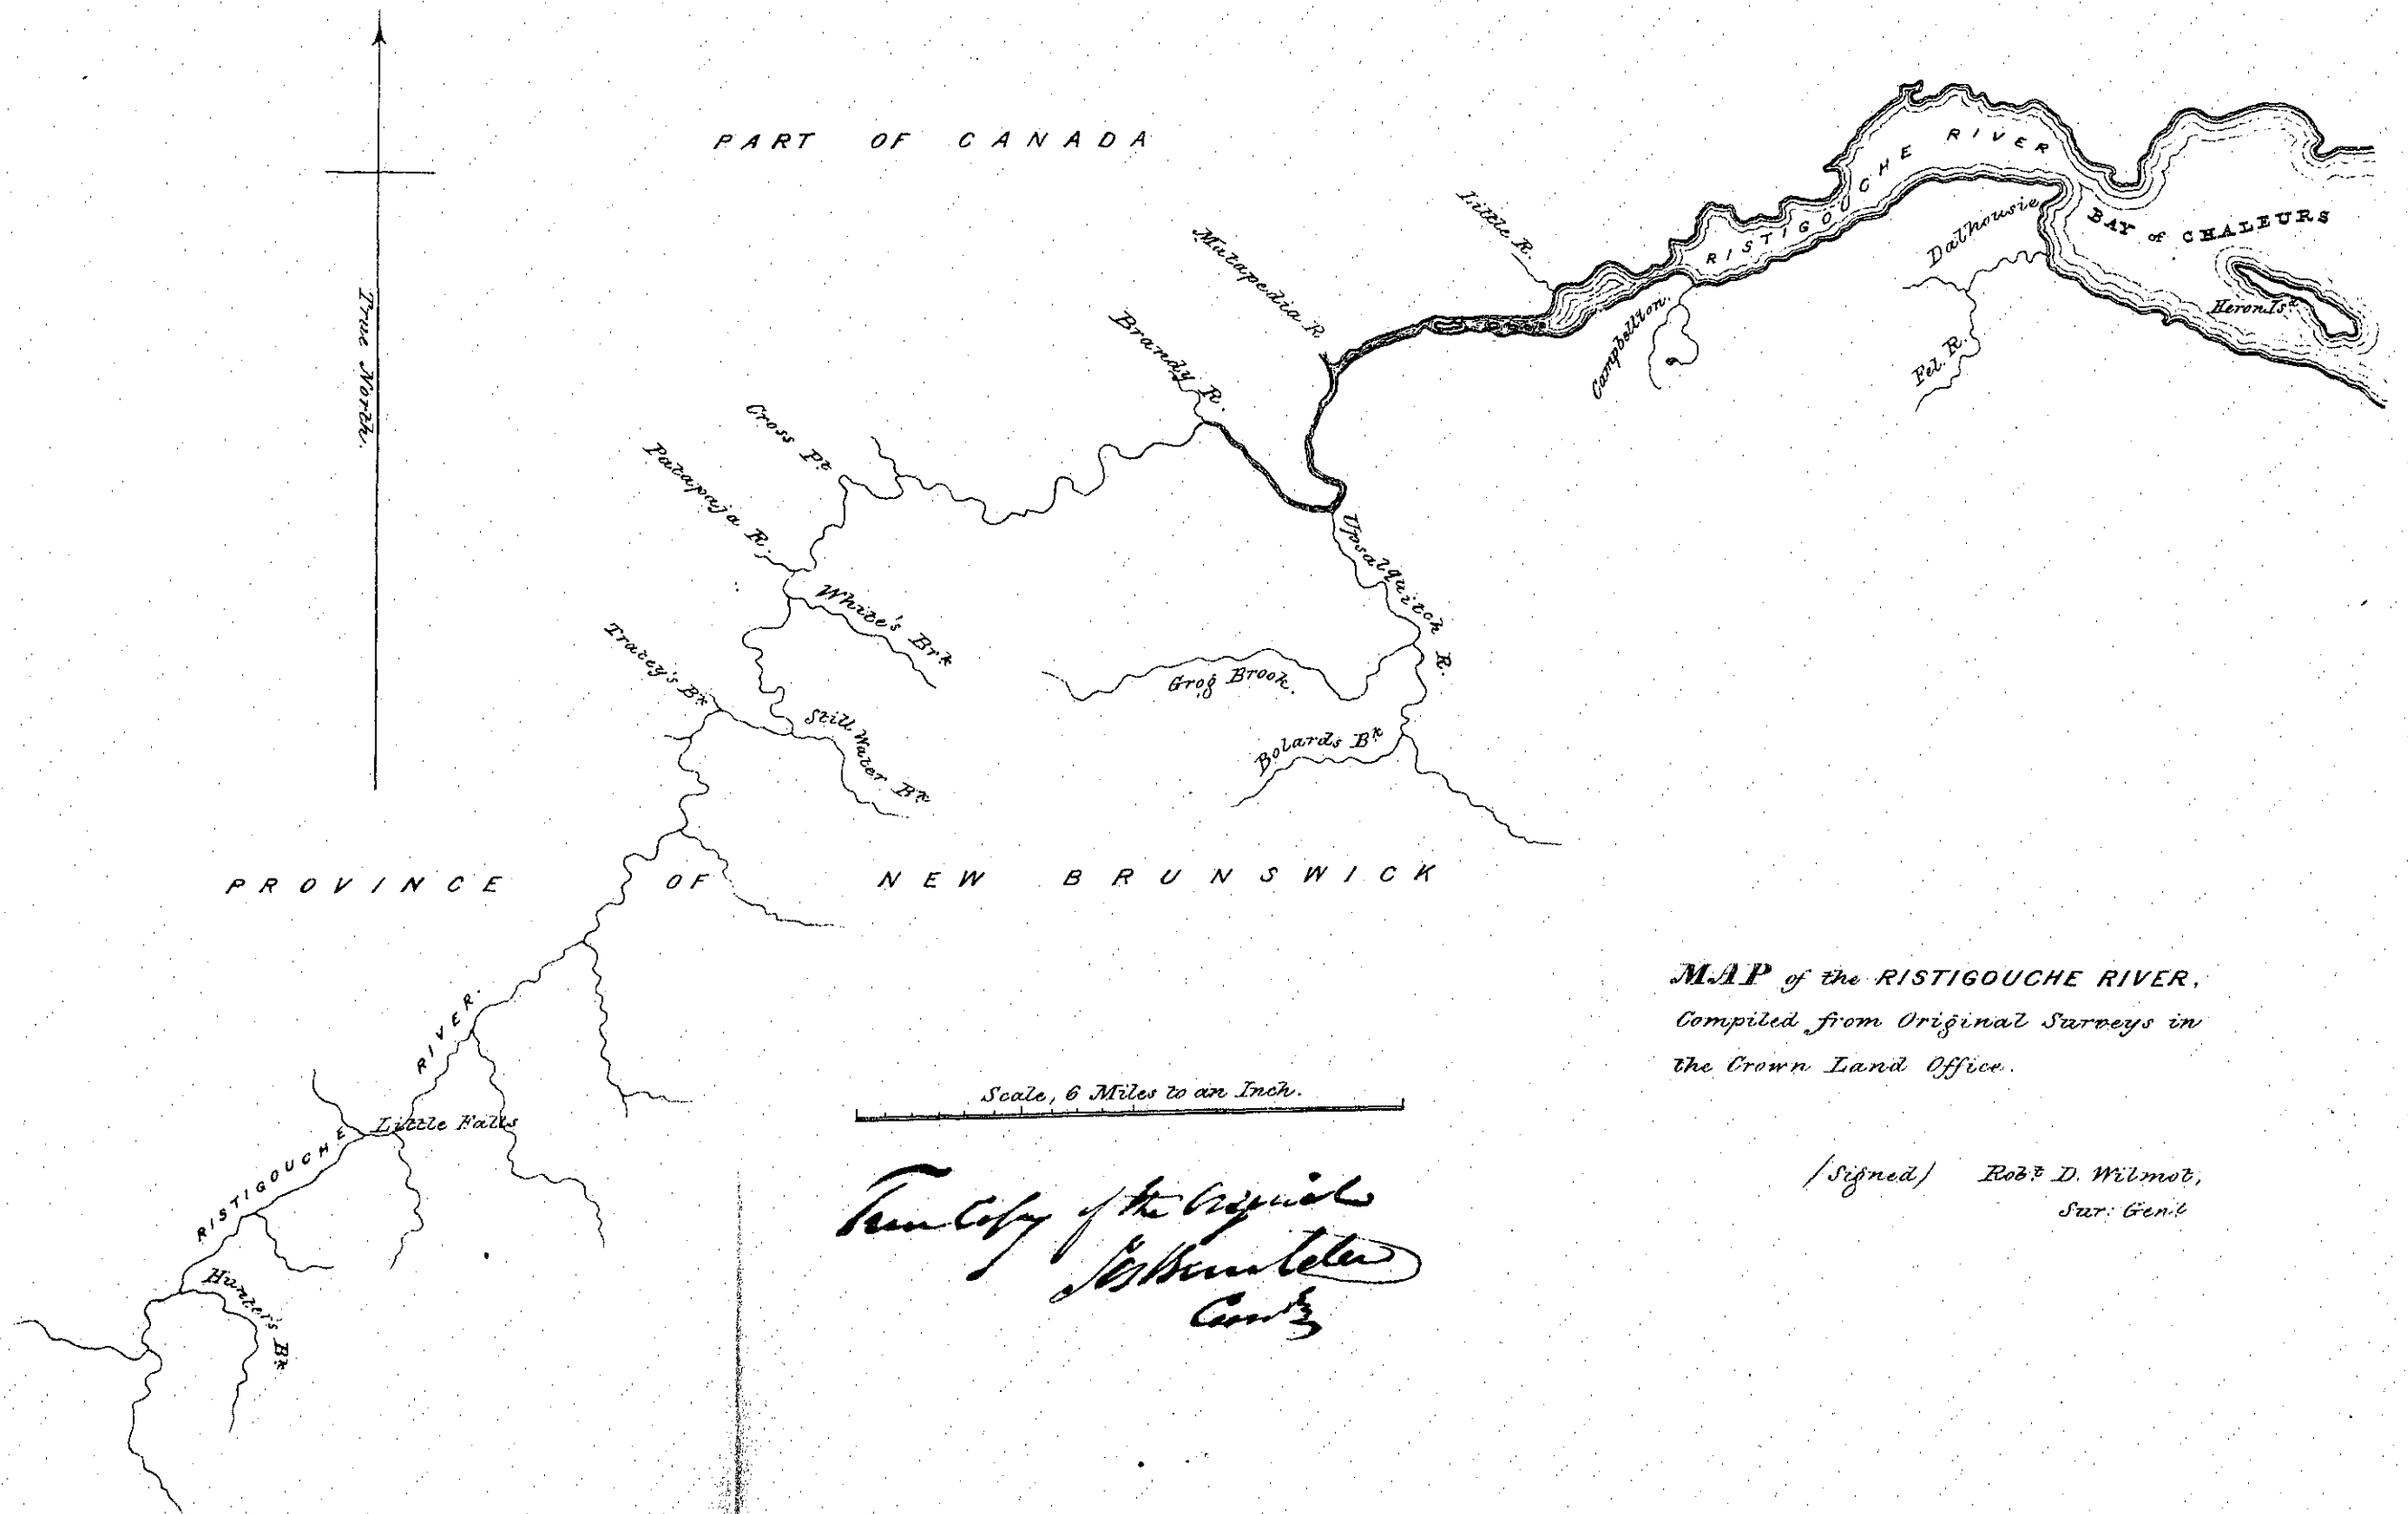 PART OF CANADA
True North.
RISTIGOUCHE RIVER
BAY of CHALEURS
Little R.
Matapedia R.
Dalhousie
Heron Isd
Campbellton.
Brandy R.
Fel R.
Cross Pt
Patapaja R.
Upsalquitch R.
White's Brk
Tracey's Bk
Grog Brook.
Still Water Bk
Bolards Bk
PROVINCE OF NEW BRUNSWICK
RISTIGOUCHE RIVER.
Little Falls
Hunter's Bk
MAP of the RISTIGOUCHE RIVER,
Compiled from Original Surveys in
the Crown Land Office.
Scale, 6 Miles to an Inch.
(Signed) Robt D. Wilmot,
Sur: Genl
True Copy of the Original